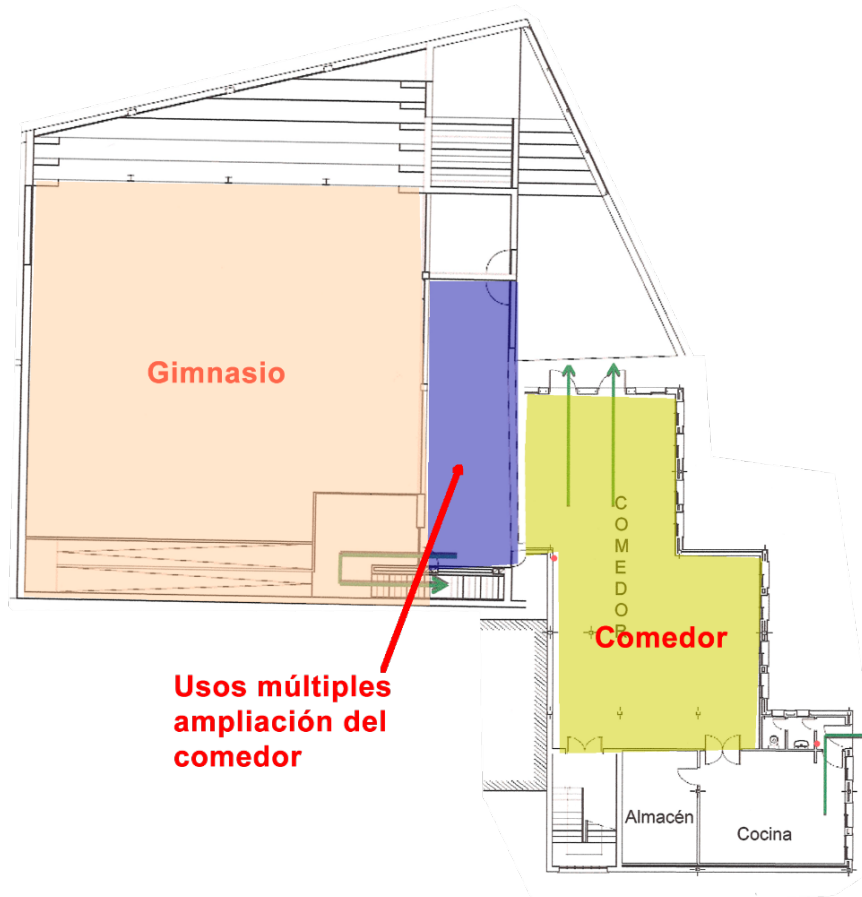 Gimnasio
COMEDOR
Comedor
Usos múltiples
ampliación del
comedor
Almacén
Cocina